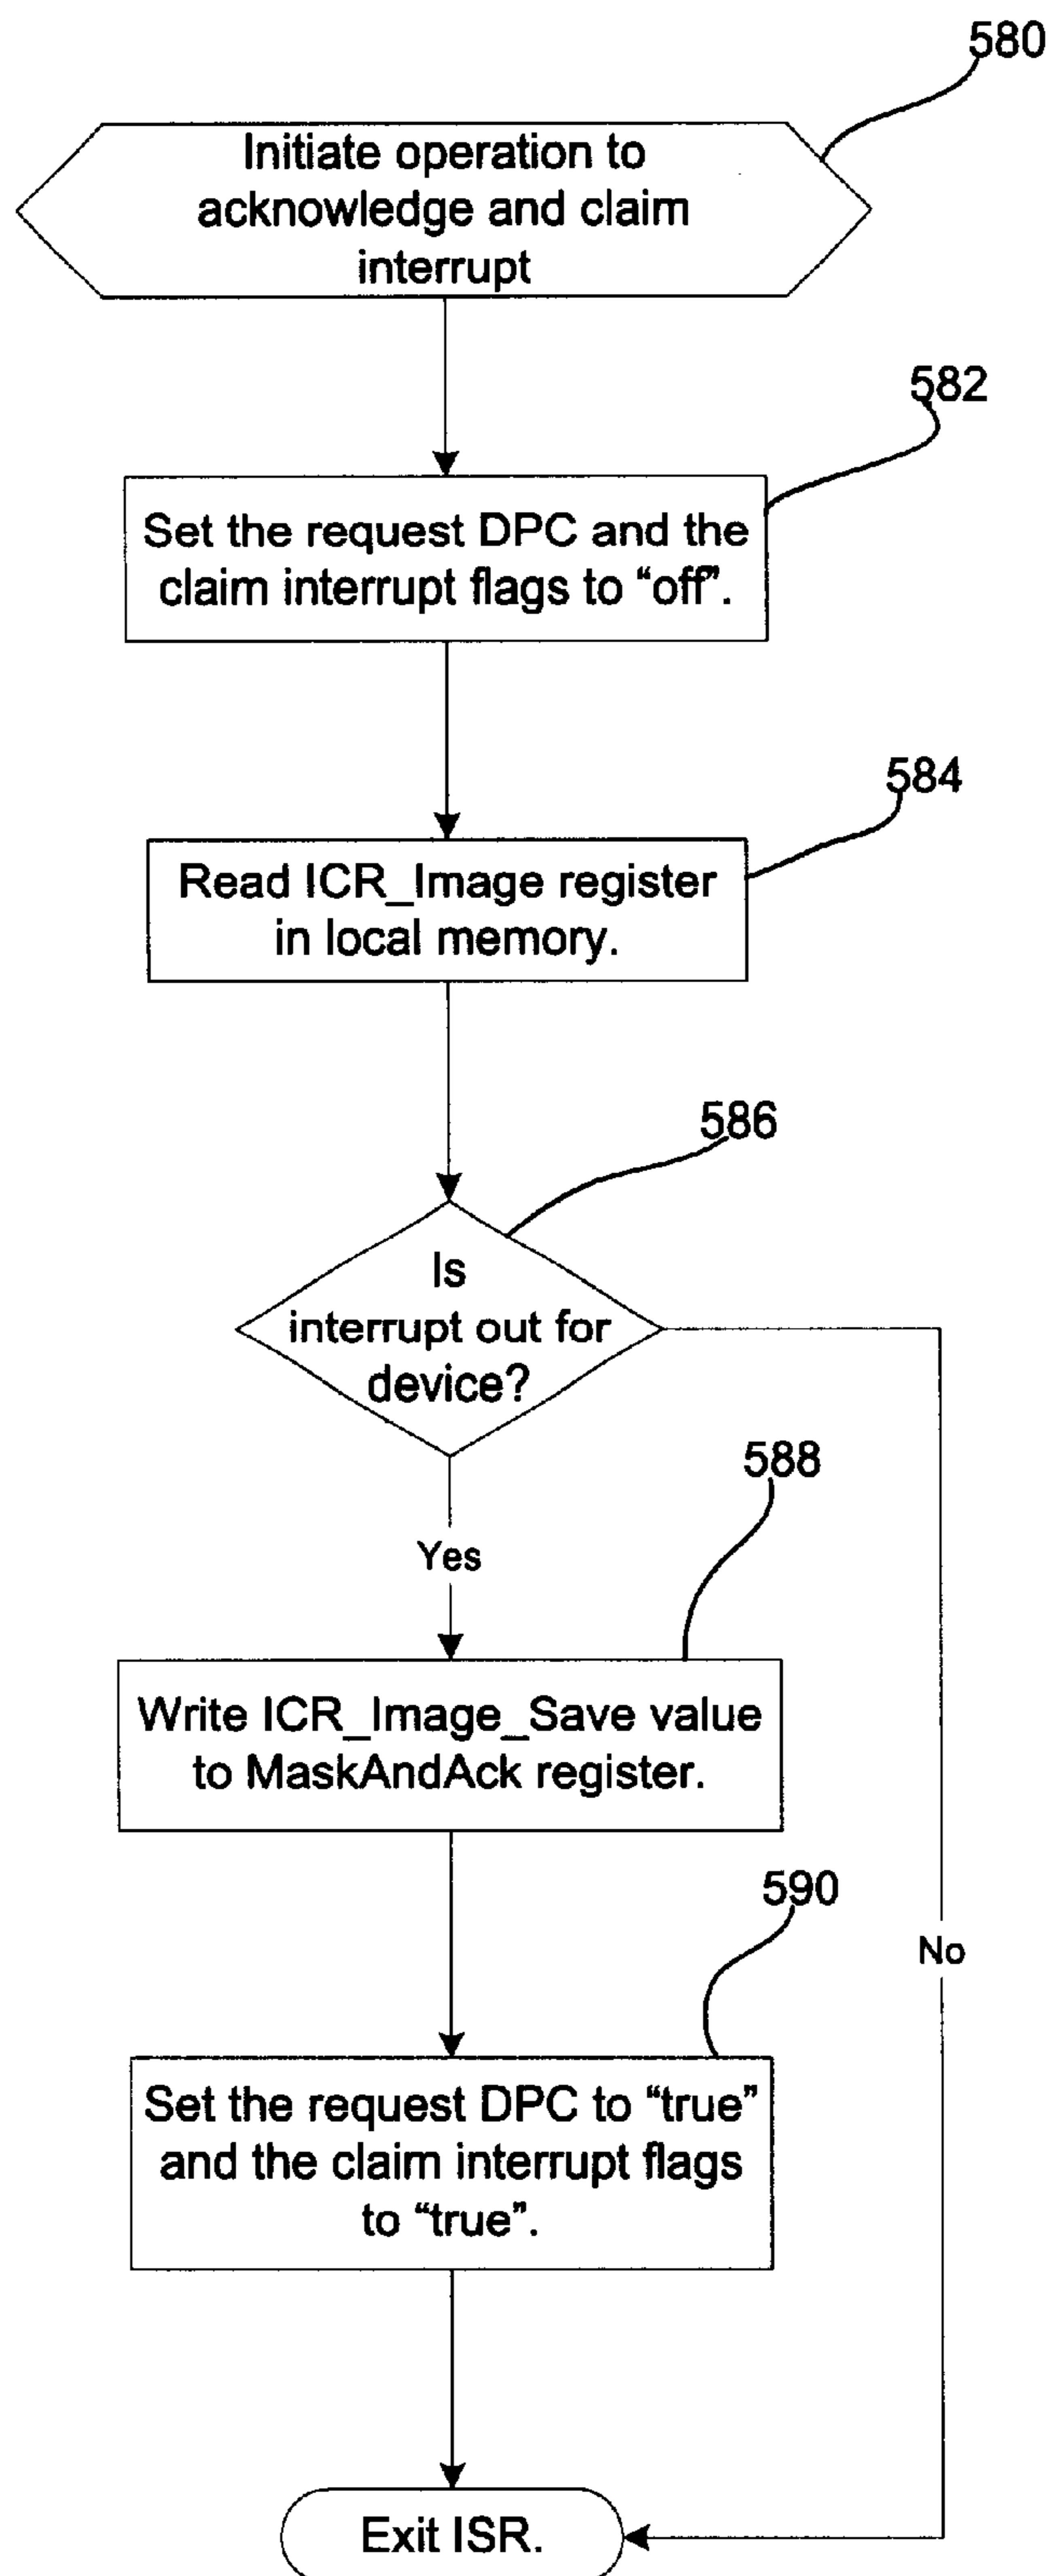 580
Initiate operation to
acknowledge and claim
interrupt
582
Set the request DPC and the
claim interrupt flags to “off”.
584
Read ICR_Image register
in local memory.
586
Is
interrupt out for
device?
588
Yes
Write ICR_Image_Save value
to MaskAndAck register.
590
No
Set the request DPC to “true”
and the claim interrupt flags
to “true”.
Exit ISR.